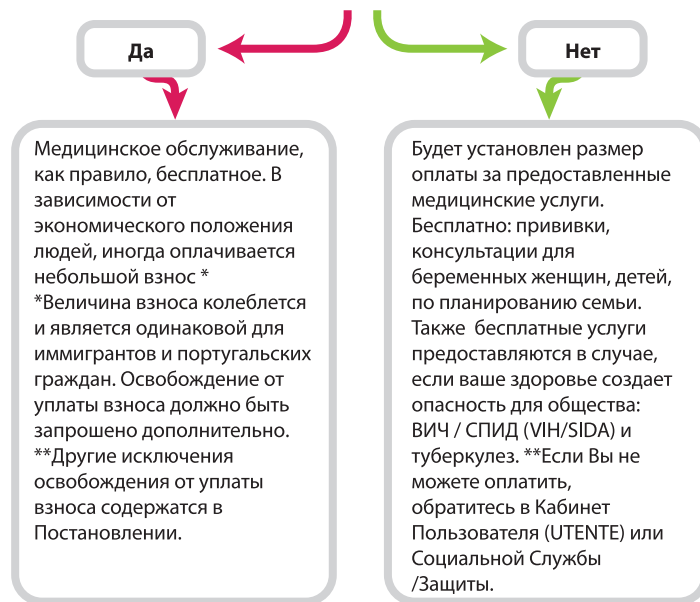 Да
Медицинское обслуживание,
как правило, бесплатное. В
зависимости от
экономического положения
людей, иногда оплачивается
небольшой взнос *
*Величина взноса колеблется
и является одинаковой для
иммигрантов и португальских
граждан. Освобождение от
уплаты взноса должно быть
запрошено дополнительно.
**Другие исключения
освобождения от уплаты
взноса содержатся в
Постановлении.
Нет
Будет установлен размер
оплаты за предоставленные
медицинские услуги.
Бесплатно: прививки,
консультации для
беременных женщин, детей,
по планированию семьи.
Также  бесплатные услуги
предоставляются в случае,
если ваше здоровье создает
опасность для общества:
ВИЧ / СПИД (VIH/SIDA) и
туберкулез. **Если Вы не
можете оплатить,
обратитесь в Кабинет
Пользователя (UTENTE) или
Социальной Службы
/Защиты.